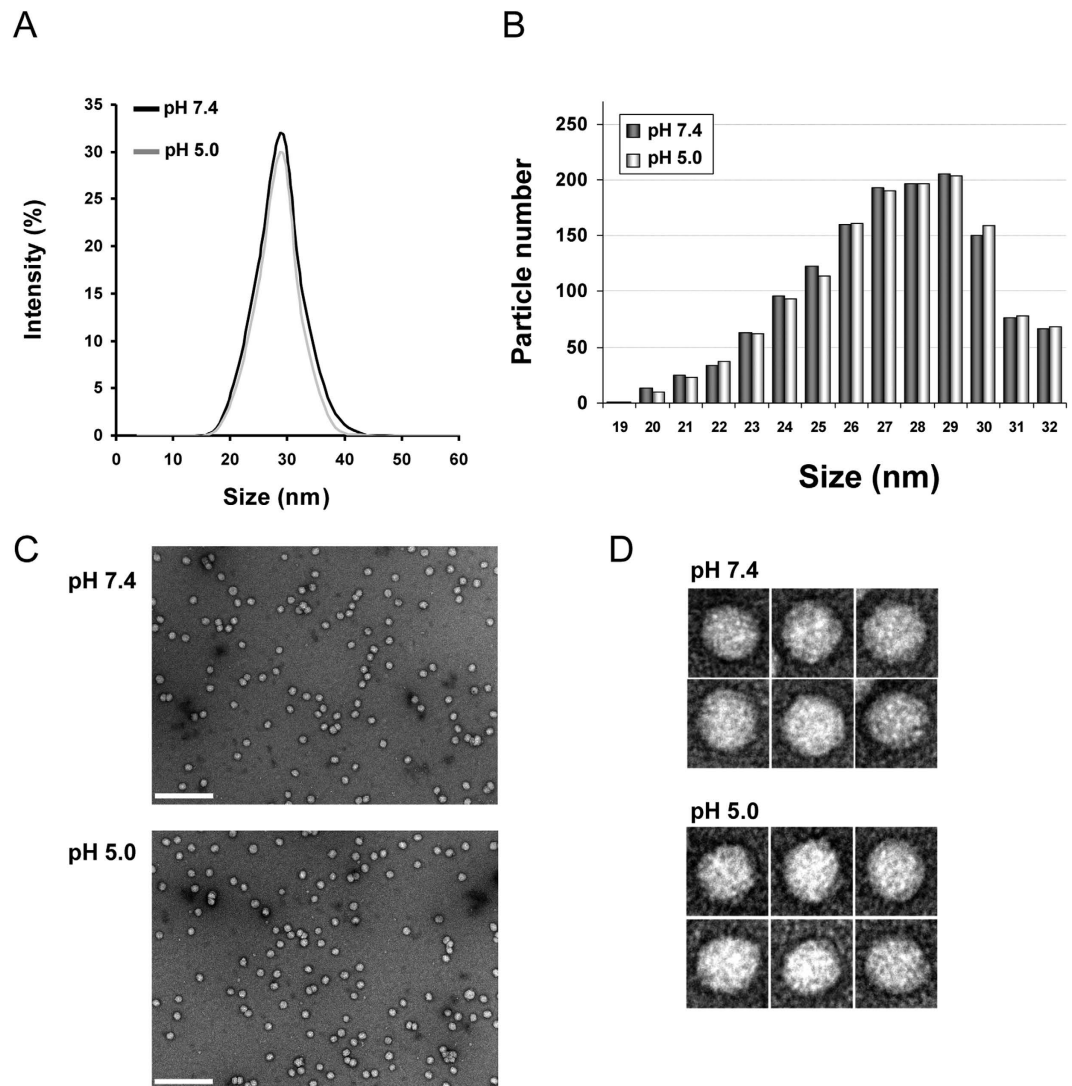 A
pH 7.4
pH 5.0
35
30
25
20
15
10
5
0
Intensity (%)
0 10 20 30 40 50 60
Size (nm)
B
pH 7.4
pH 5.0
250
200
150
100
50
0
Particle number
19 20 21 22 23 24 25 26 27 28 29 30 31 32
Size (nm)
C
pH 7.4
pH 5.0
D
pH 7.4
pH 5.0